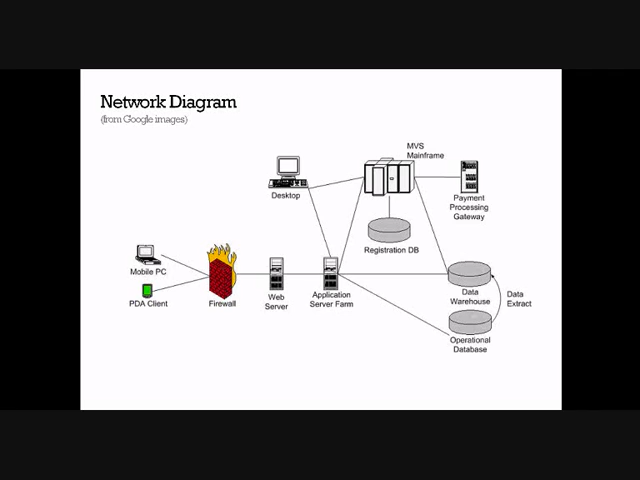 Network Diagram
(from Google images)
MVS
Mainframe
Desktop
Payment
Processing
Gateway
Registration DB
Mobile PC
PDA Client
Firewall
Web
Server
Application
Server Farm
Data
Warehouse
Data
Extract
Operational
Database